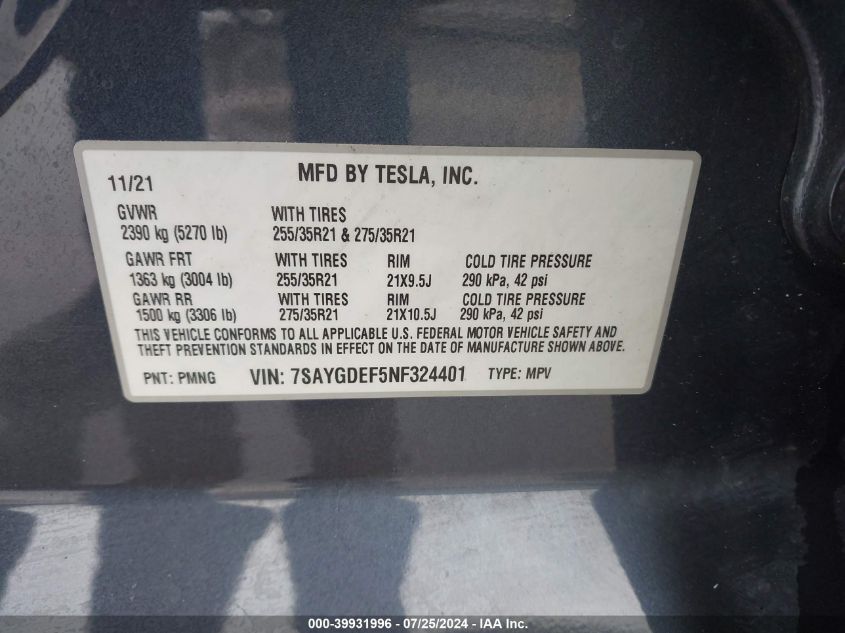 11/21 MFD BY TESLA, INC.
GVWR WITH TIRES
2390 kg (5270 lb) 255/35R21 & 275/35R21
GAWR FRT WITH TIRES RIM COLD TIRE PRESSURE
1363 kg (3004 lb) 255/35R21 21X9.5J 290 kPa, 42 psi
GAWR RR WITH TIRES RIM COLD TIRE PRESSURE
1500 kg (3306 lb) 275/35R21 21X10.5J 290 kPa, 42 psi
THIS VEHICLE CONFORMS TO ALL APPLICABLE U.S. FEDERAL MOTOR VEHICLE SAFETY AND
THEFT PREVENTION STANDARDS IN EFFECT ON THE DATE OF MANUFACTURE SHOWN ABOVE.
PNT: PMNG VIN: 7SAYGDEF5NF324401 TYPE: MPV
000-39931996 - 07/25/2024 - IAA Inc.